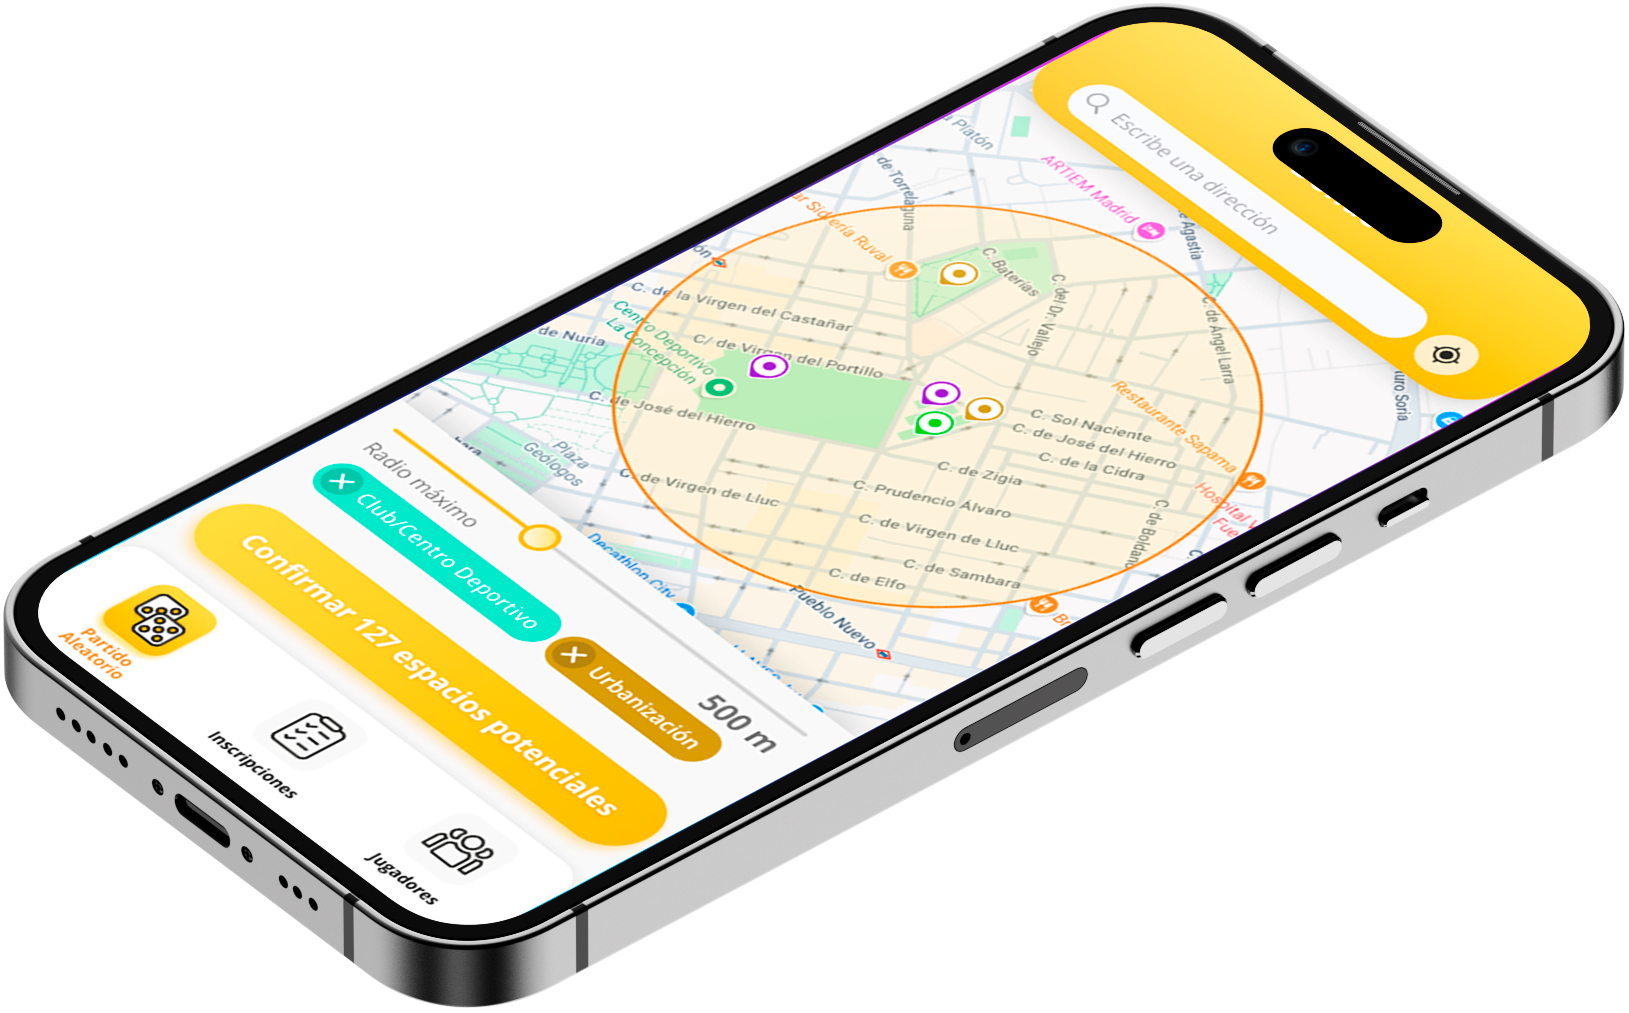 Escribe una dirección
Platón
de Torrelaguna
ARTIEM Madrid
Sidrería Ruval
C. Baterías
C. del Dr. Vallejo
de Agastia
C. de Ángel Larra
C. de la Virgen del Castañar
Centro Deportivo
La Concepción
de Nuria
C/ de Virgen del Portillo
C. de José del Hierro
Restaurante Sapama
C. Sol Naciente
C. de José del Hierro
C. de la Cidra
Soria
Plaza
Geólogos
C. de Virgen de Lluc
C. de Zigia
C. Prudencio Álvaro
C. de Virgen de Lluc
C. de Boldano
Hospital
C. de Sambara
C. de Elfo
Decathlon City
Pueblo Nuevo
Radio máximo
500 m
Club/Centro Deportivo
Urbanización
Confirmar 127 espacios potenciales
Partido
Aleatorio
Inscripciones
Jugadores